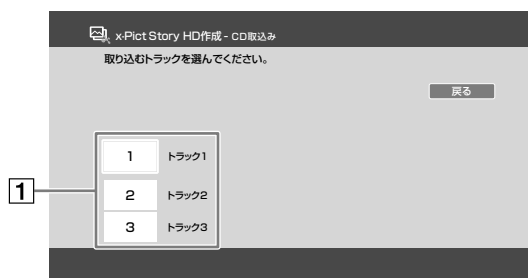 x-Pict Story HD作成 - CD取込み
取り込むトラックを選んでください。
戻る
1 トラック1
1
2 トラック2
3 トラック3